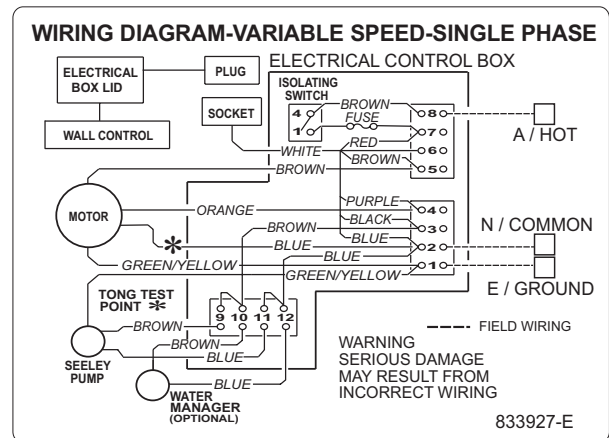 WIRING DIAGRAM-VARIABLE SPEED-SINGLE PHASE
ELECTRICAL CONTROL BOX
ELECTRICAL
BOX LID
PLUG
WALL CONTROL
SOCKET
ISOLATING
SWITCH
4
1
BROWN
FUSE
RED
WHITE
BROWN
BROWN
8
7
6
5
A / HOT
MOTOR
ORANGE
PURPLE
BLACK
BROWN
BLUE
BLUE
BLUE
GREEN/YELLOW
GREEN/YELLOW
4
3
2
1
N / COMMON
E / GROUND
TONG TEST
POINT *
*
9 10 11 12
BROWN
BROWN
BLUE
BLUE
SEELEY
PUMP
WATER
MANAGER
(OPTIONAL)
FIELD WIRING
WARNING
SERIOUS DAMAGE
MAY RESULT FROM
INCORRECT WIRING
833927-E